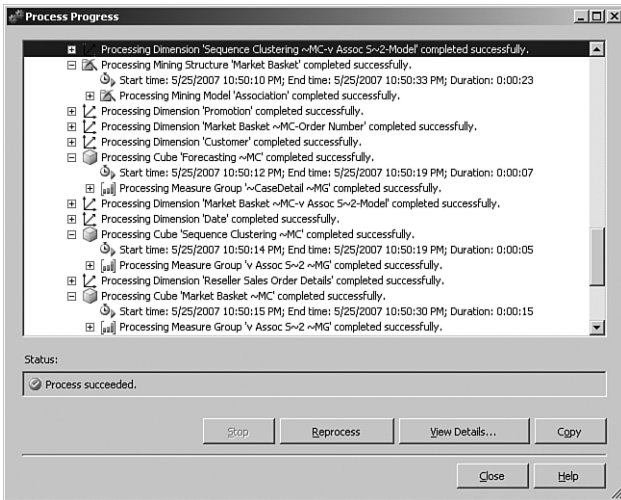 Process Progress
Processing Dimension 'Sequence Clustering ~MC-v Assoc S~2-Model' completed successfully.
Processing Mining Structure 'Market Basket' completed successfully.
Start time: 5/25/2007 10:50:10 PM; End time: 5/25/2007 10:50:33 PM; Duration: 0:00:23
Processing Mining Model 'Association' completed successfully.
Processing Dimension 'Promotion' completed successfully.
Processing Dimension 'Market Basket ~MC-Order Number' completed successfully.
Processing Dimension 'Customer' completed successfully.
Processing Cube 'Forecasting ~MC' completed successfully.
Start time: 5/25/2007 10:50:12 PM; End time: 5/25/2007 10:50:19 PM; Duration: 0:00:07
Processing Measure Group '~CaseDetail ~MG' completed successfully.
Processing Dimension 'Market Basket ~MC-v Assoc S~2-Model' completed successfully.
Processing Dimension 'Date' completed successfully.
Processing Cube 'Sequence Clustering ~MC' completed successfully.
Start time: 5/25/2007 10:50:14 PM; End time: 5/25/2007 10:50:19 PM; Duration: 0:00:05
Processing Measure Group 'v Assoc S~2 ~MG' completed successfully.
Processing Dimension 'Reseller Sales Order Details' completed successfully.
Processing Cube 'Market Basket ~MC' completed successfully.
Start time: 5/25/2007 10:50:15 PM; End time: 5/25/2007 10:50:30 PM; Duration: 0:00:15
Processing Measure Group 'v Assoc S~2 ~MG' completed successfully.
Status:
Process succeeded.
Stop Reprocess View Details... Copy
Close Help